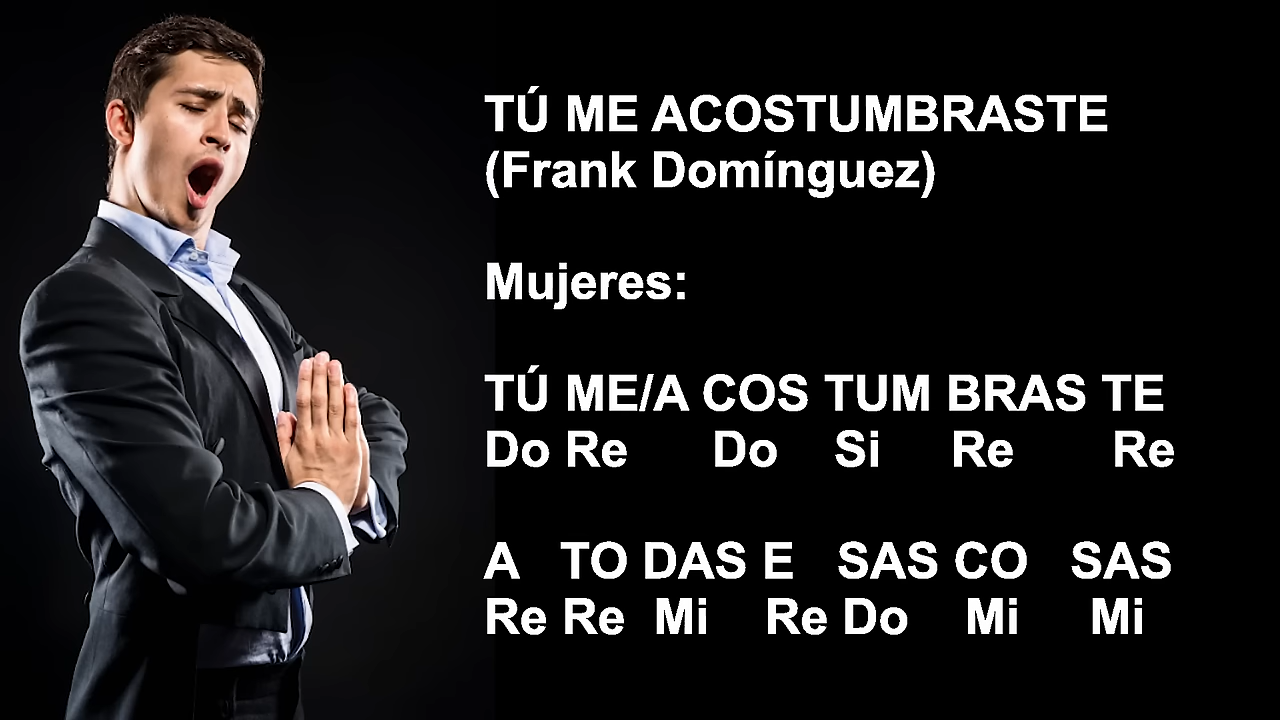 TÚ ME ACOSTUMBRASTE
(Frank Domínguez)
Mujeres:
TÚ ME/A COS TUM BRAS TE
Do Re Do Si Re Re
A TO DAS E SAS CO SAS
Re Re Mi Re Do Mi Mi